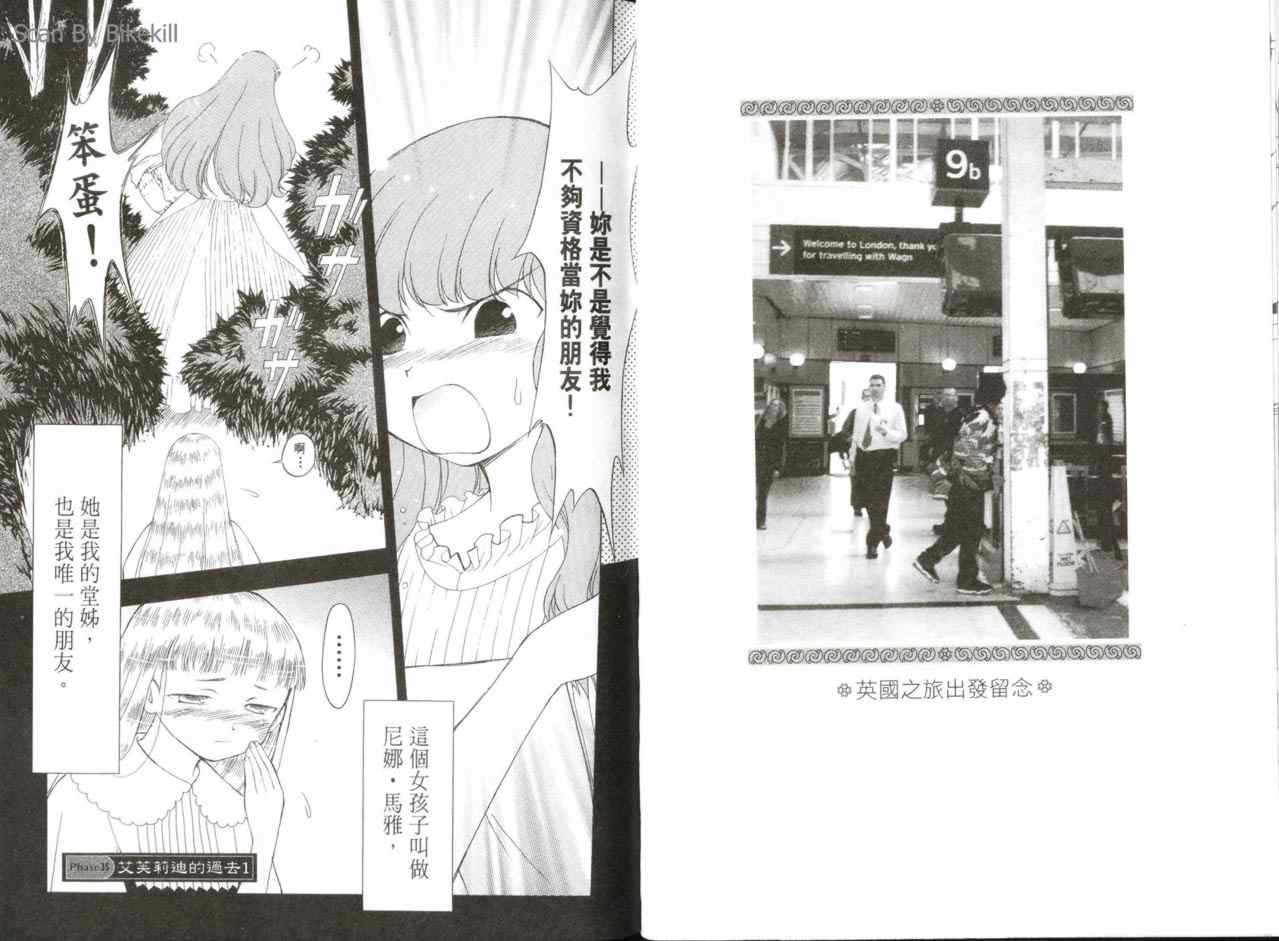 Scan By Bikekill
9b
Welcome to London, thank yo
for travelling with Wagn
WET
FLOOR
英國之旅出發留念
——妳是不是覺得我
不夠資格當妳的朋友！
笨蛋！
ガサ
ガサ
啊…
這個女孩子叫做
尼娜・馬雅，
……
她是我的堂姊，
也是我唯一的朋友。
Phase35 艾芙莉迪的過去1